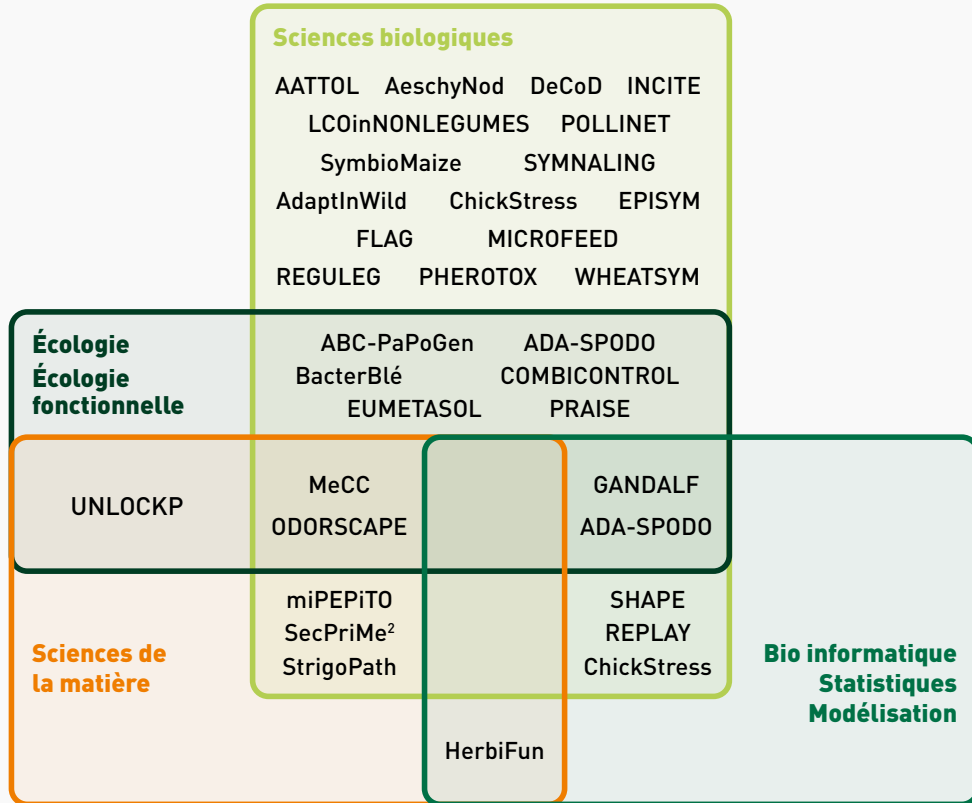 Sciences biologiques
AATTOL AeschyNod DeCoD INCITE
LCOinNONLEGUMES POLLINET
SymbioMaize SYMNALING
AdaptInWild ChickStress EPISYM
FLAG MICROFEED
REGULEG PHEROTOX WHEATSYM
Écologie
Écologie
fonctionnelle
ABC-PaPoGen ADA-SPODO
BacterBlé COMBICONTROL
EUMETASOL PRAISE
UNLOCKP
MeCC
ODORSCAPE
GANDALF
ADA-SPODO
miPEPiTO
SecPriMe²
StrigoPath
SHAPE
REPLAY
ChickStress
Sciences de
la matière
Bio informatique
Statistiques
Modélisation
HerbiFun